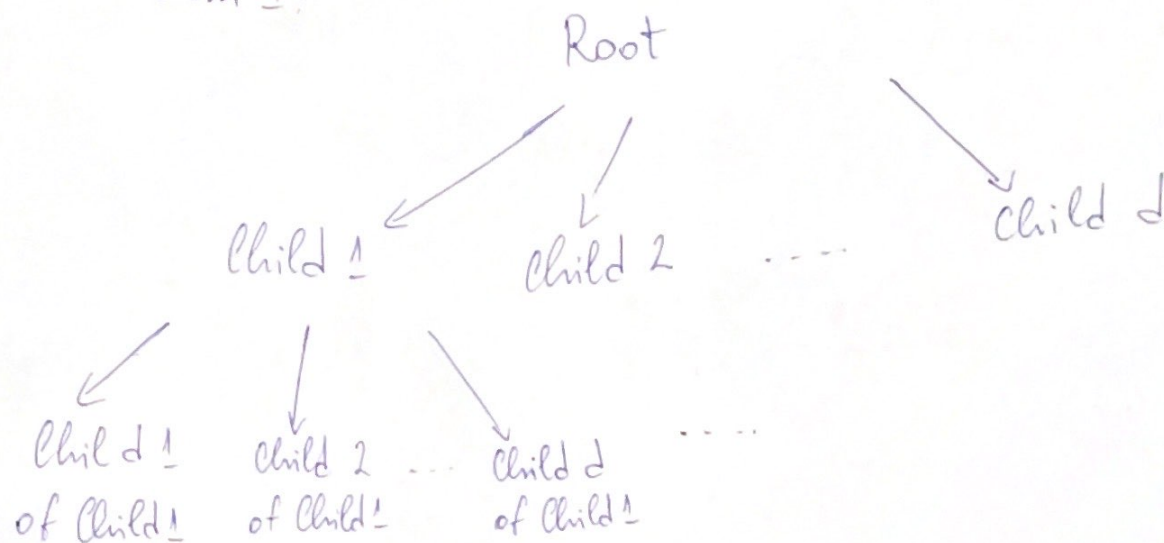 Root
Child 1 Child 2 ..... Child d
Child 1 Child 2 .... Child d .....
of Child 1 of Child 1 of Child 1